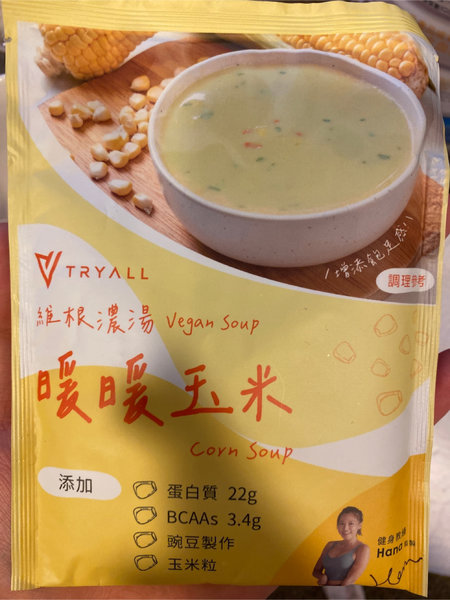 增添飽足感
調理參考
TRYALL
維根濃湯 Vegan Soup
暖暖玉米
Corn Soup
添加
蛋白質 22g
BCAAs 3.4g
豌豆製作
玉米粒
健身教練
Hana